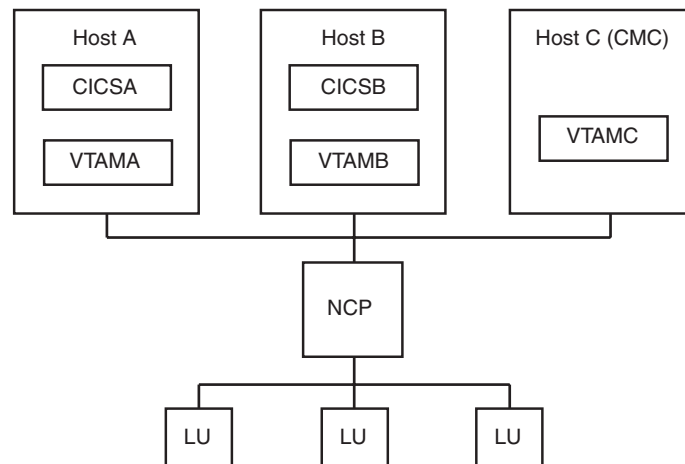 Host A
Host B
Host C (CMC)
CICSA
CICSB
VTAMA
VTAMB
VTAMC
NCP
LU
LU
LU